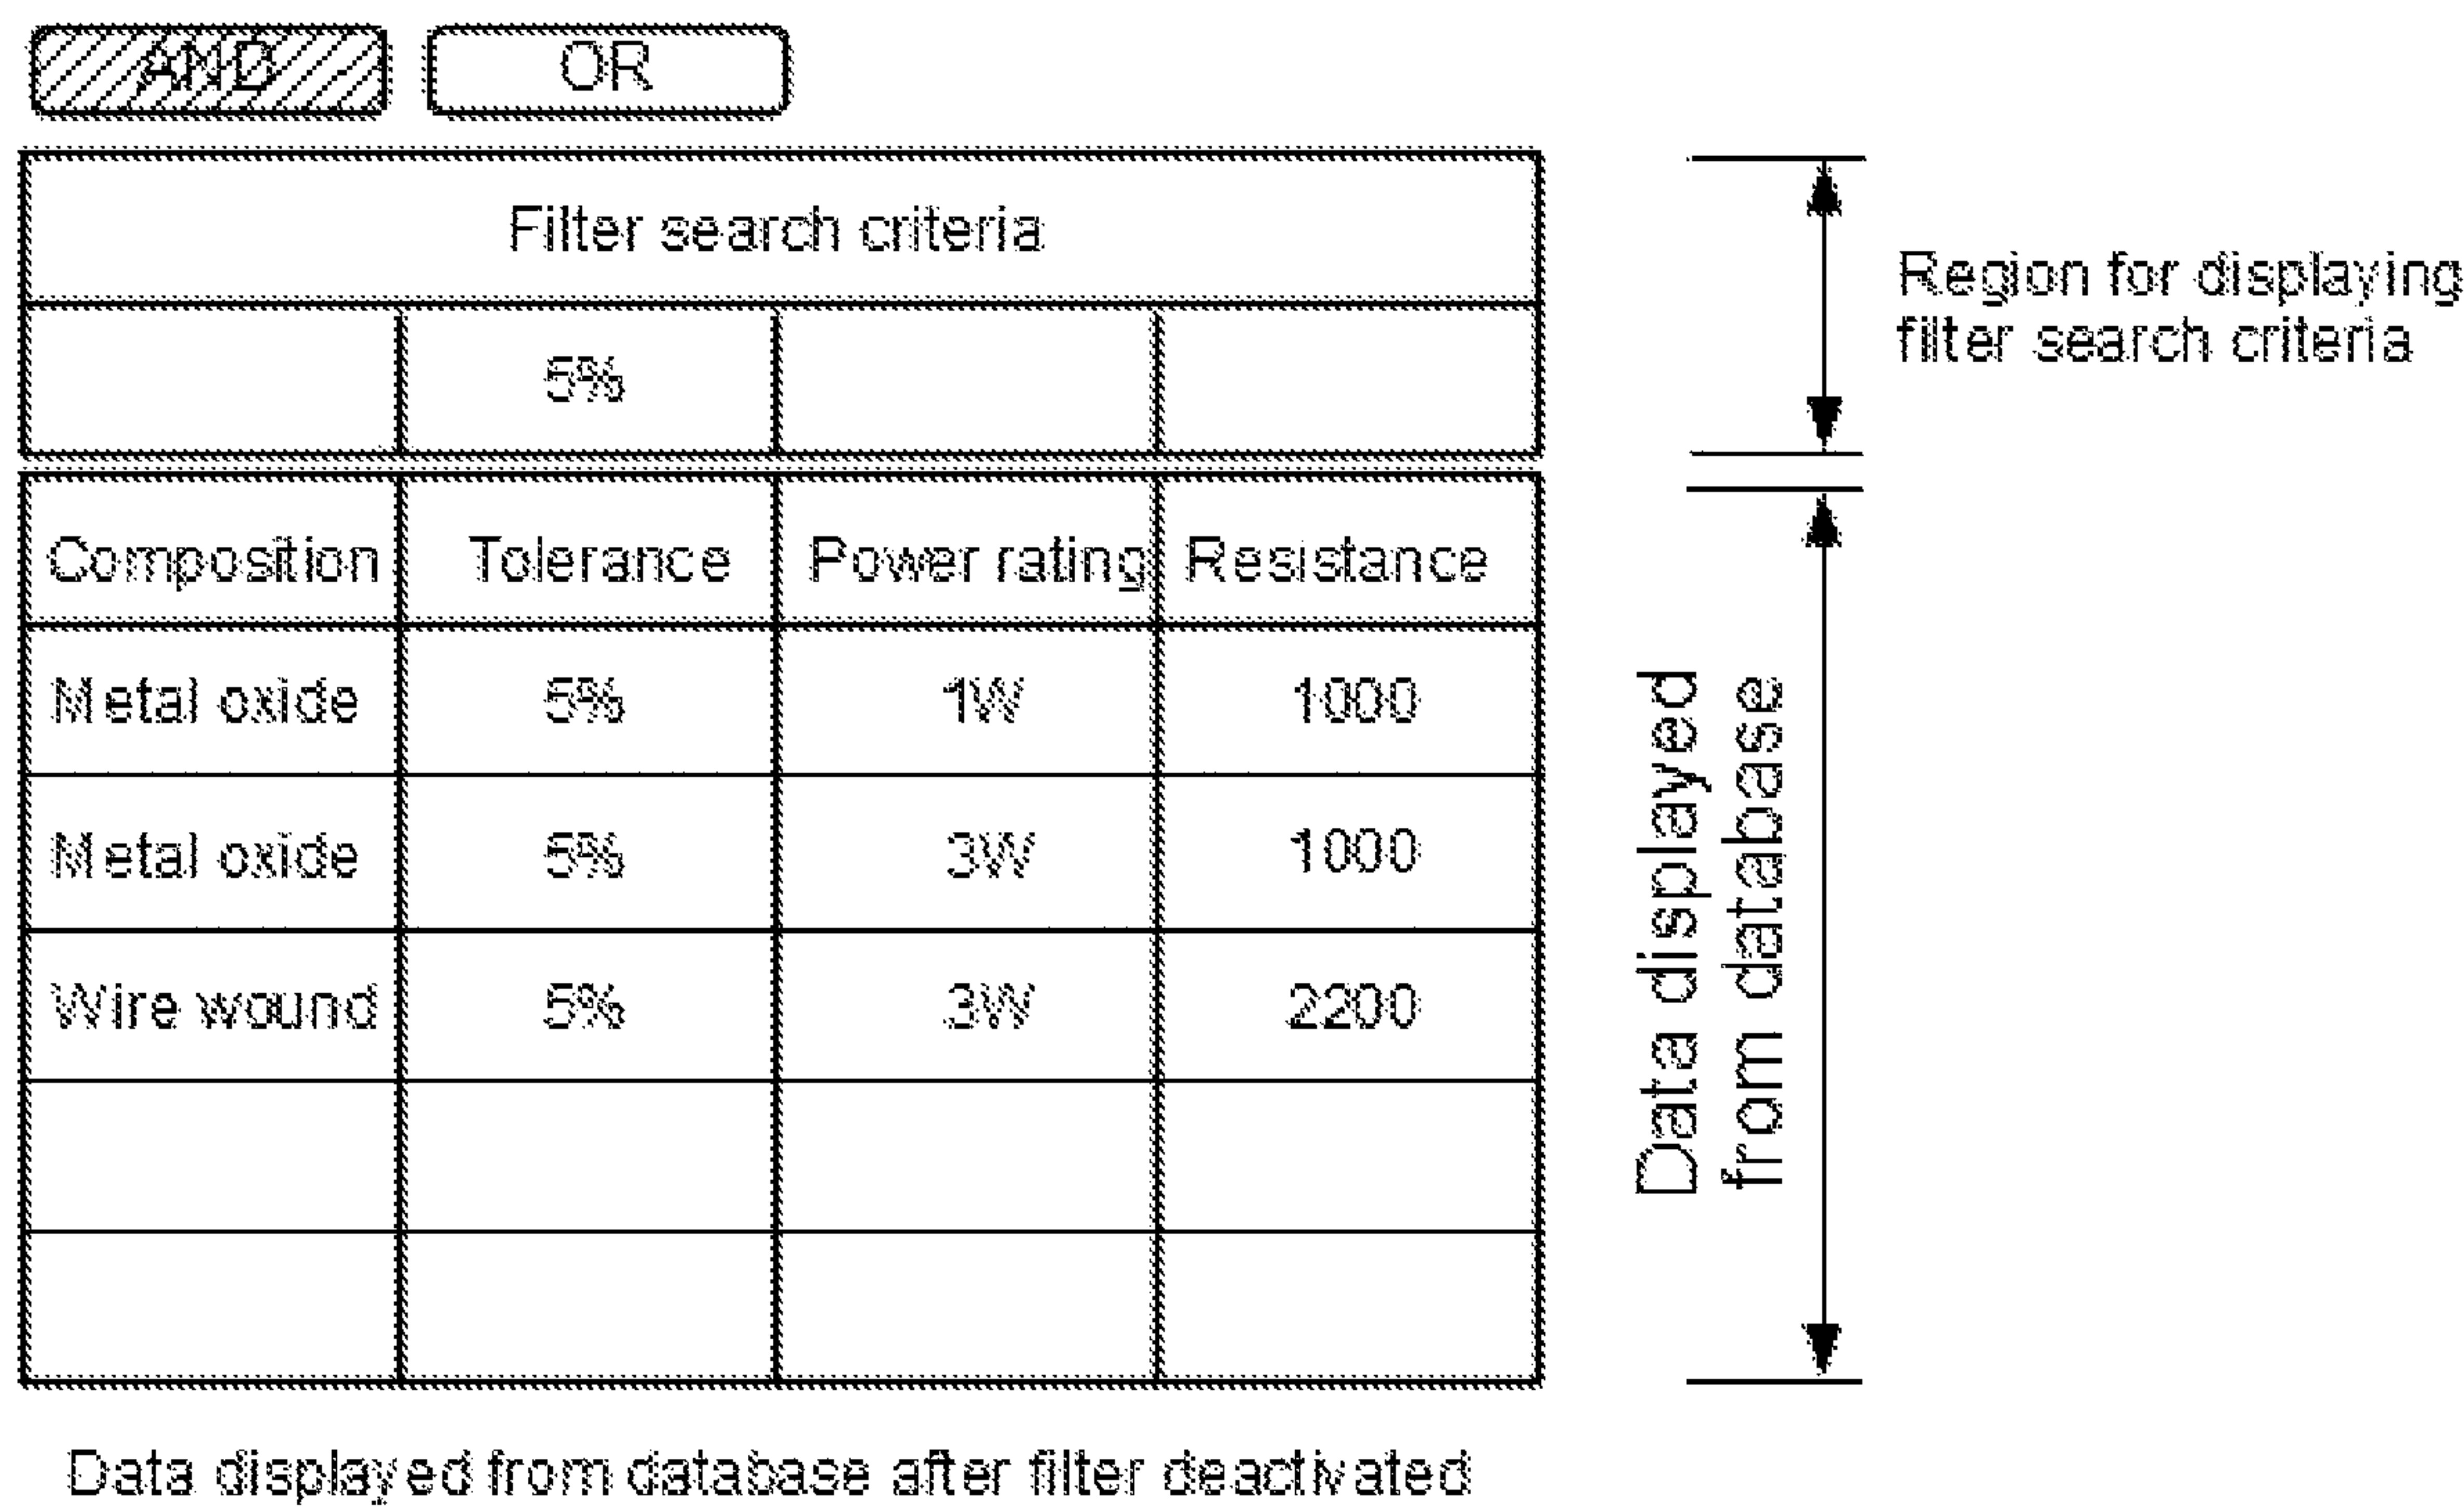 AND OR
Filter search criteria
5%
Region for displaying
filter search criteria
Composition Tolerance Power rating Resistance
Metal oxide 5% 1W 1000
Metal oxide 5% 3W 1000
Wire wound 5% 3W 2200
Data displayed
from database
Data displayed from database after filter deactivated